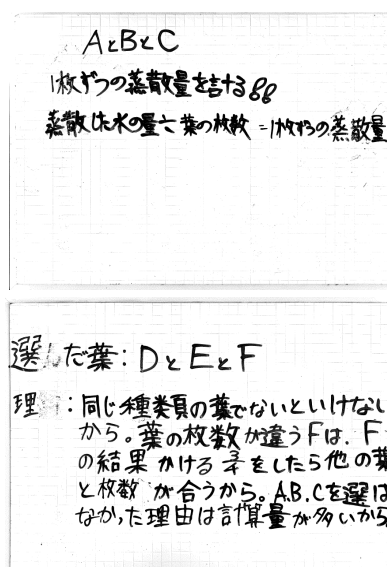 AとBとC
1枚ずつの蒸散量を言する
蒸散した水の量÷葉の枚数=1枚ずつの蒸散量
選んだ葉:DとEとF
理:同じ種類の葉でないといけない
から。葉の枚数が違うFは、F
の結果かけるをしたら他の葉
と枚数が合うから。A.B.Cを選ば
なかった理由は計算量が多いから